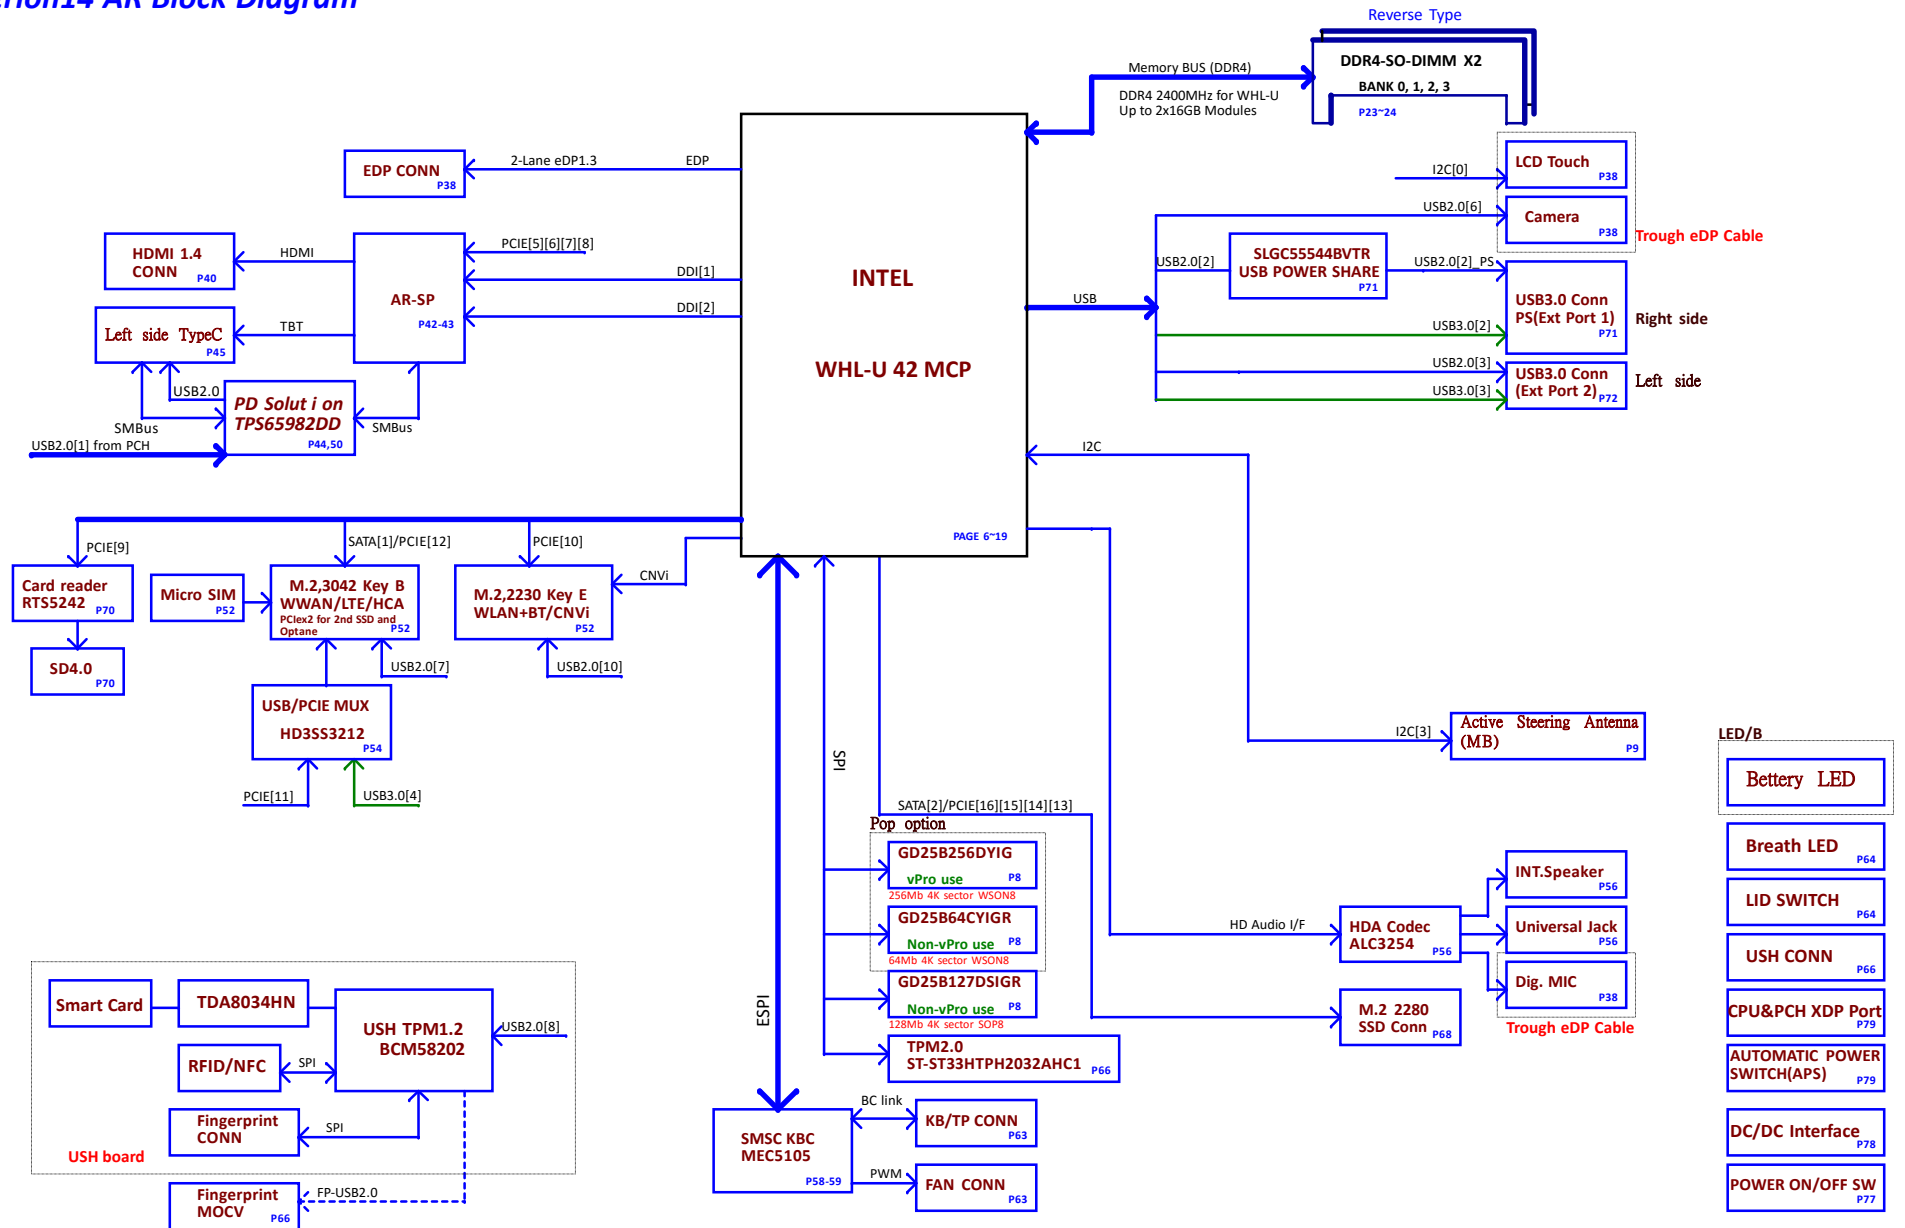 AR Block Diagram
Reverse Type
DDR4-SO-DIMM X2
BANK 0, 1, 2, 3
P23~24
Memory BUS (DDR4)
DDR4 2400MHz for WHL-U
Up to 2x16GB Modules
INTEL
WHL-U 42 MCP
PAGE 6~19
EDP CONN
P38
2-Lane eDP1.3
EDP
HDMI 1.4
CONN
P40
HDMI
AR-SP
P42-43
PCIE[5][6][7][8]
DDI[1]
DDI[2]
Left side TypeC
P45
TBT
USB2.0
SMBus
PD Solut i on
TPS65982DD
P44,50
SMBus
USB2.0[1] from PCH
I2C[0]
LCD Touch
P38
USB2.0[6]
Camera
P38
Trough eDP Cable
USB
USB2.0[2]
SLGC55544BVTR
USB POWER SHARE
P71
USB2.0[2]_PS
USB3.0 Conn
PS(Ext Port 1)
P71
Right side
USB3.0[2]
USB2.0[3]
USB3.0[3]
USB3.0 Conn
(Ext Port 2)
P72
Left side
I2C
PCIE[9]
SATA[1]/PCIE[12]
PCIE[10]
CNVi
Card reader
RTS5242
P70
SD4.0
P70
Micro SIM
P52
M.2,3042 Key B
WWAN/LTE/HCA
PCIex2 for 2nd SSD and
Optane
P52
M.2,2230 Key E
WLAN+BT/CNVi
P52
USB2.0[7]
USB2.0[10]
USB/PCIE MUX
HD3SS3212
P54
PCIE[11]
USB3.0[4]
SPI
ESPI
SATA[2]/PCIE[16][15][14][13]
Pop option
GD25B256DYIG
vPro use
P8
256Mb 4K sector WSON8
GD25B64CYIGR
Non-vPro use
P8
64Mb 4K sector WSON8
GD25B127DSIGR
Non-vPro use
P8
128Mb 4K sector SOP8
TPM2.0
ST-ST33HTPH2032AHC1
P66
I2C[3]
Active Steering Antenna
(MB)
P9
HD Audio I/F
HDA Codec
ALC3254
P56
INT.Speaker
P56
Universal Jack
P56
Dig. MIC
P38
Trough eDP Cable
M.2 2280
SSD Conn
P68
SMSC KBC
MEC5105
P58-59
BC link
KB/TP CONN
P63
PWM
FAN CONN
P63
Smart Card
TDA8034HN
USH TPM1.2
BCM58202
USB2.0[8]
RFID/NFC
SPI
Fingerprint
CONN
SPI
USH board
Fingerprint
MOCV
P66
FP-USB2.0
LED/B
Bettery LED
Breath LED
P64
LID SWITCH
P64
USH CONN
P66
CPU&PCH XDP Port
P79
AUTOMATIC POWER
SWITCH(APS)
P79
DC/DC Interface
P78
POWER ON/OFF SW
P77